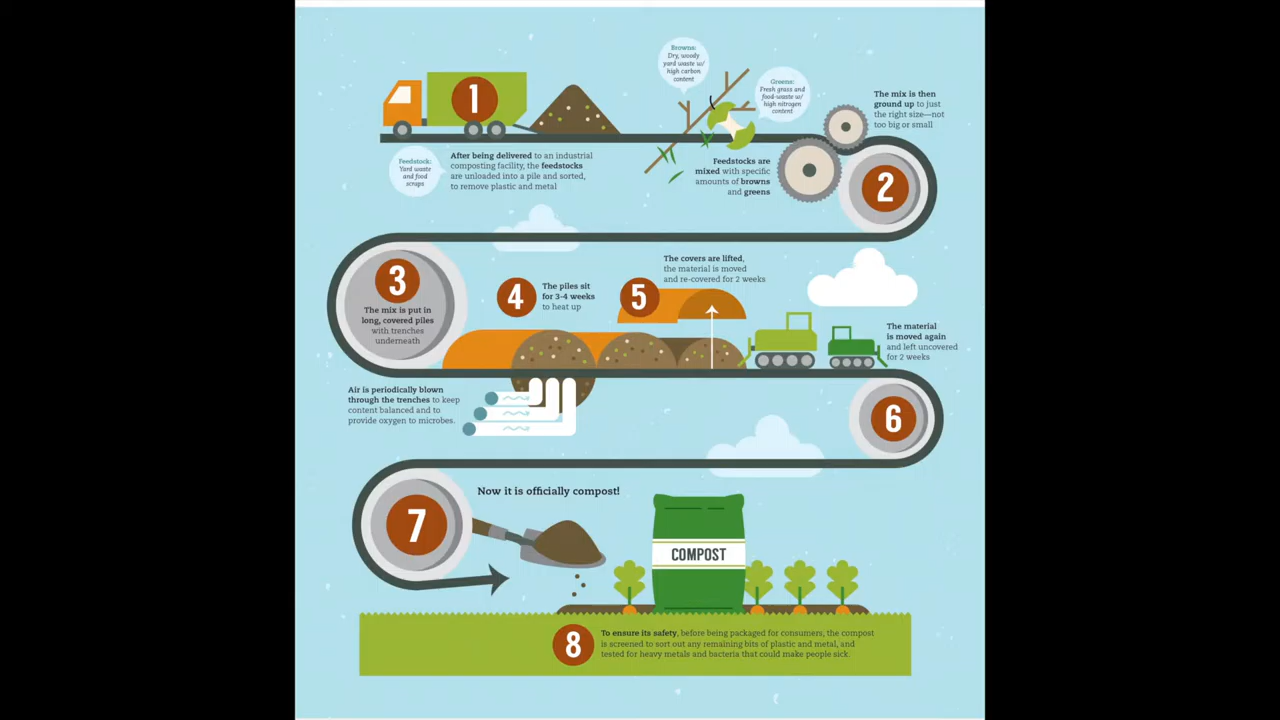 1
Feedstock:
Yard waste
and food
scraps
After being delivered to an industrial
composting facility, the feedstocks
are unloaded into a pile and sorted,
to remove plastic and metal
Browns:
Dry, woody
yard waste w/
high carbon
content
Greens:
Fresh grass and
food-waste w/
high nitrogen
content
Feedstocks are
mixed with specific
amounts of browns
and greens
The mix is then
ground up to just
the right size—not
too big or small
2
3
The mix is put in
long, covered piles
with trenches
underneath
4
The piles sit
for 3-4 weeks
to heat up
5
The covers are lifted,
the material is moved
and re-covered for 2 weeks
The material
is moved again
and left uncovered
for 2 weeks
Air is periodically blown
through the trenches to keep
content balanced and to
provide oxygen to microbes.
6
7
Now it is officially compost!
COMPOST
8
To ensure its safety, before being packaged for consumers, the compost
is screened to sort out any remaining bits of plastic and metal, and
tested for heavy metals and bacteria that could make people sick.